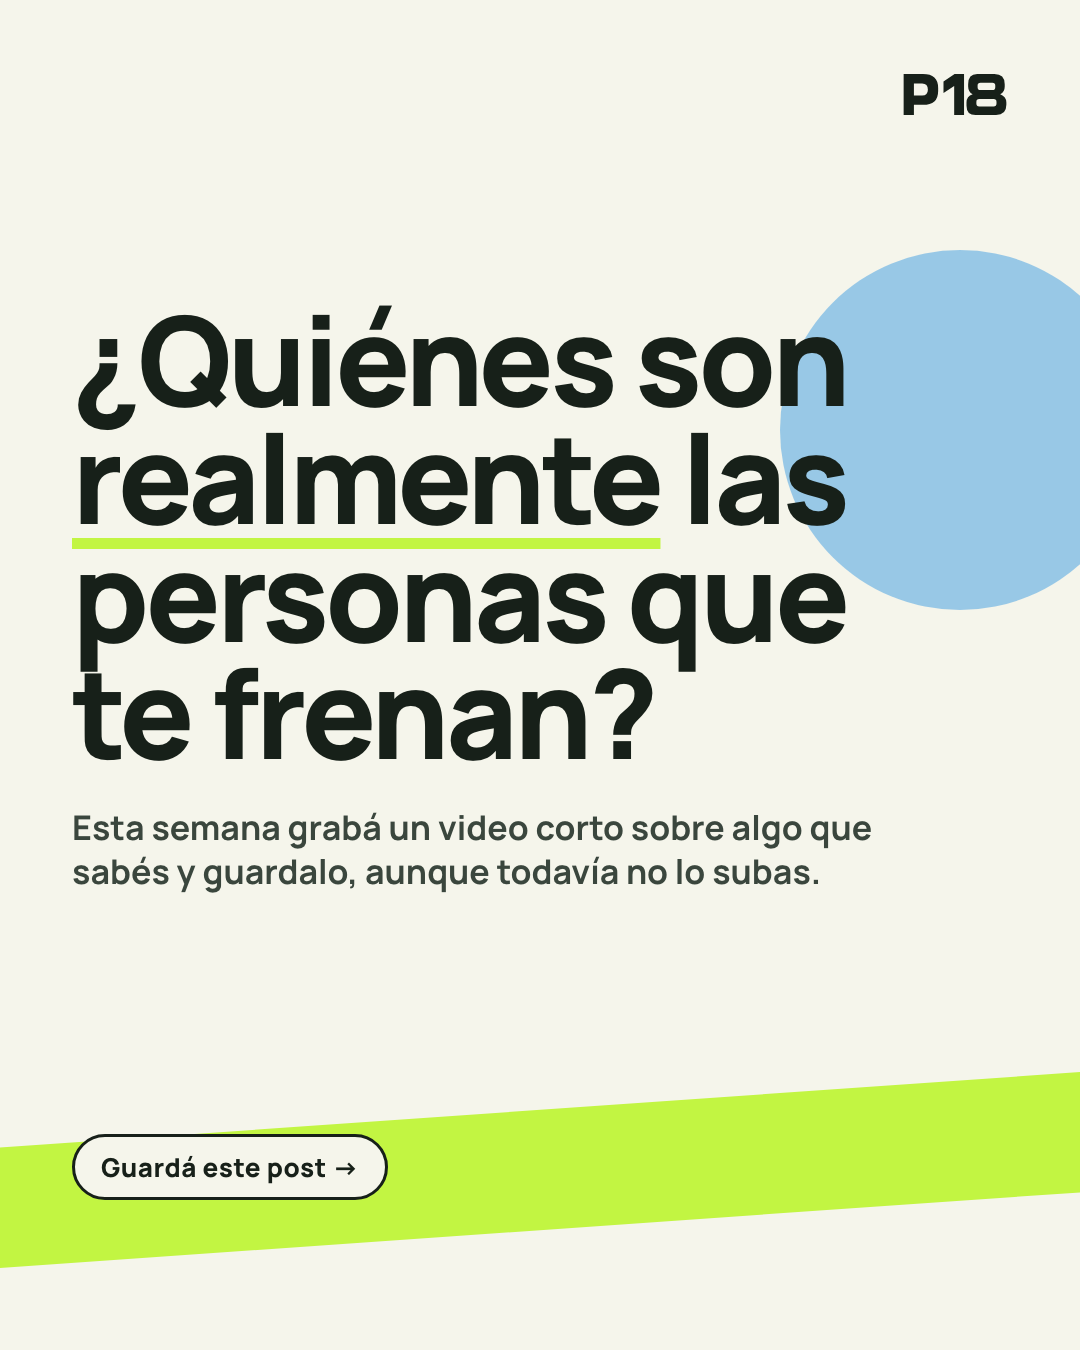 P18
¿Quiénes son
realmente las
personas que
te frenan?
Esta semana grabá un video corto sobre algo que
sabés y guardalo, aunque todavía no lo subas.
Guardá este post →